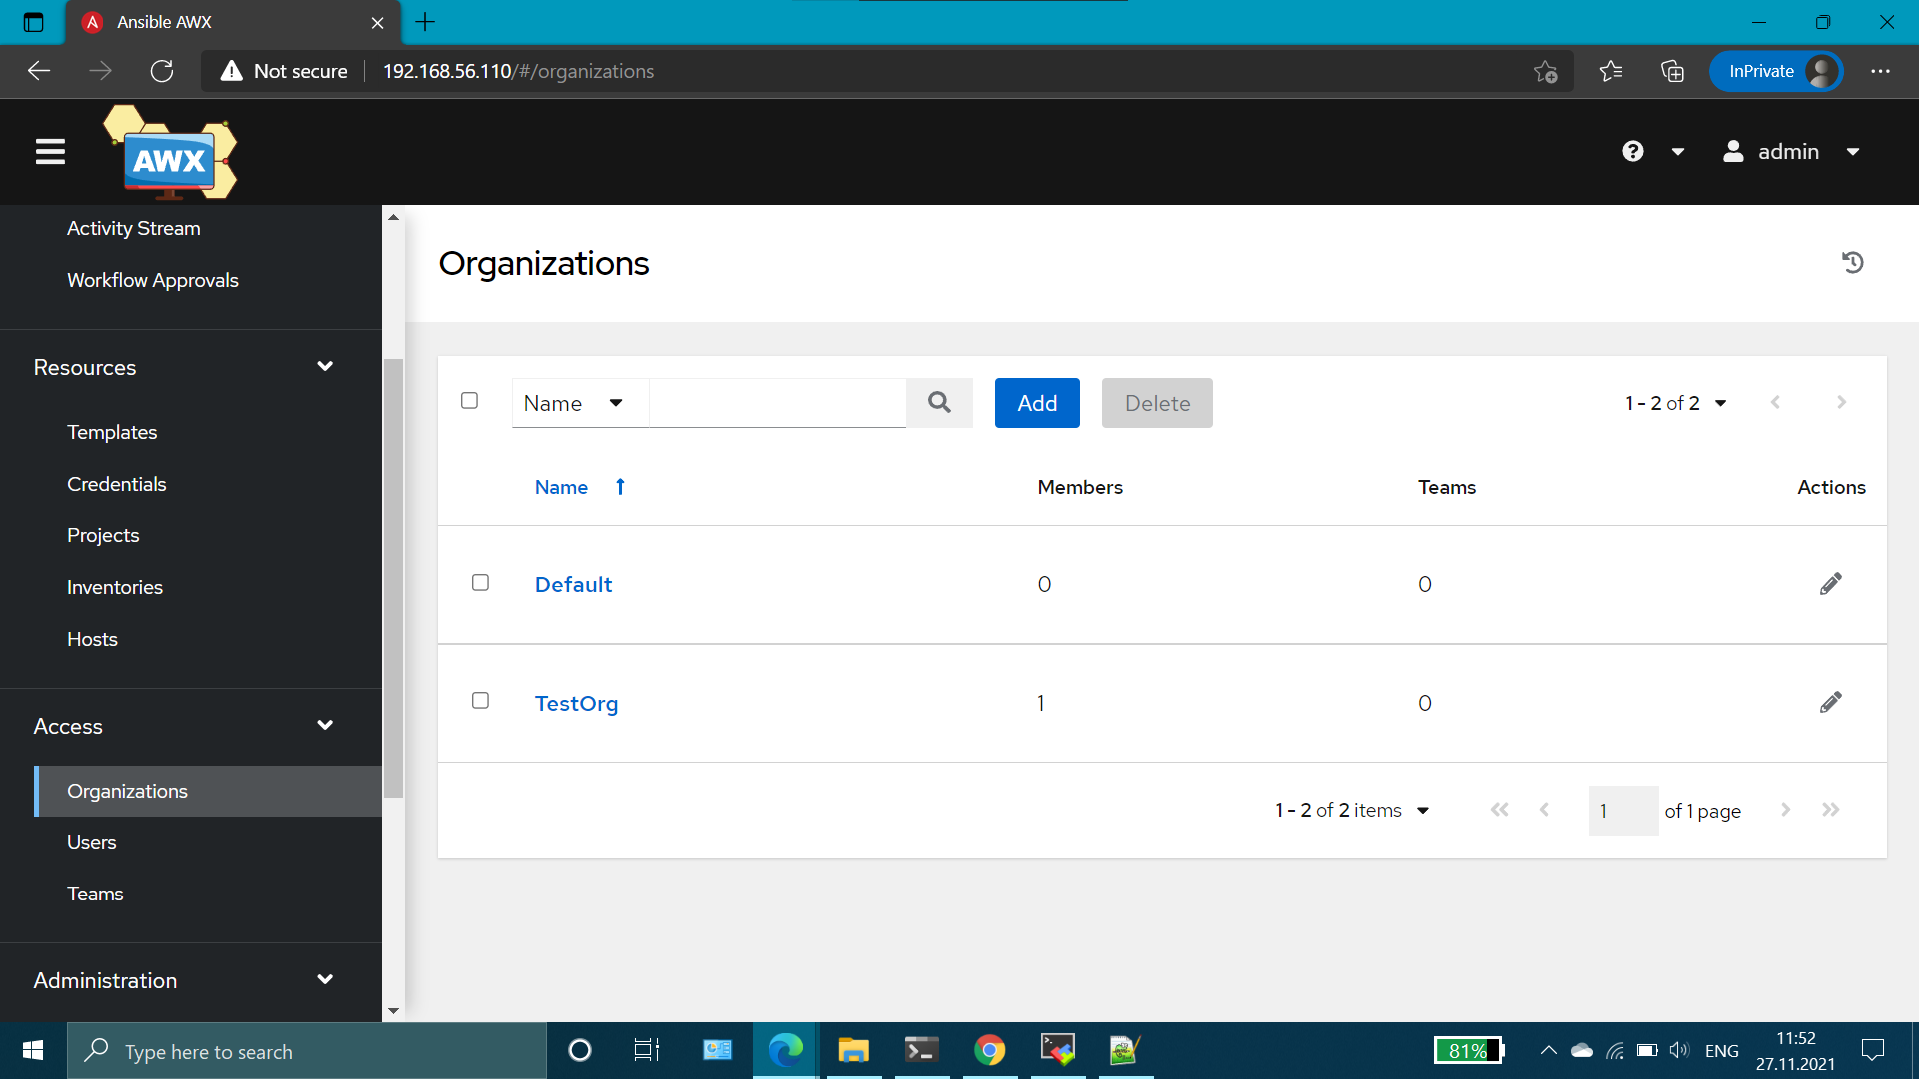 Ansible AWX
Not secure
192.168.56.110/#/organizations
InPrivate
AWX
admin
Activity Stream
Workflow Approvals
Resources
Templates
Credentials
Projects
Inventories
Hosts
Access
Organizations
Users
Teams
Administration
Organizations
Name
Add
Delete
1 - 2 of 2
Name Members Teams Actions
Default 0 0
TestOrg 1 0
1 - 2 of 2 items
1 of 1 page
Type here to search
81%
ENG
11:52
27.11.2021